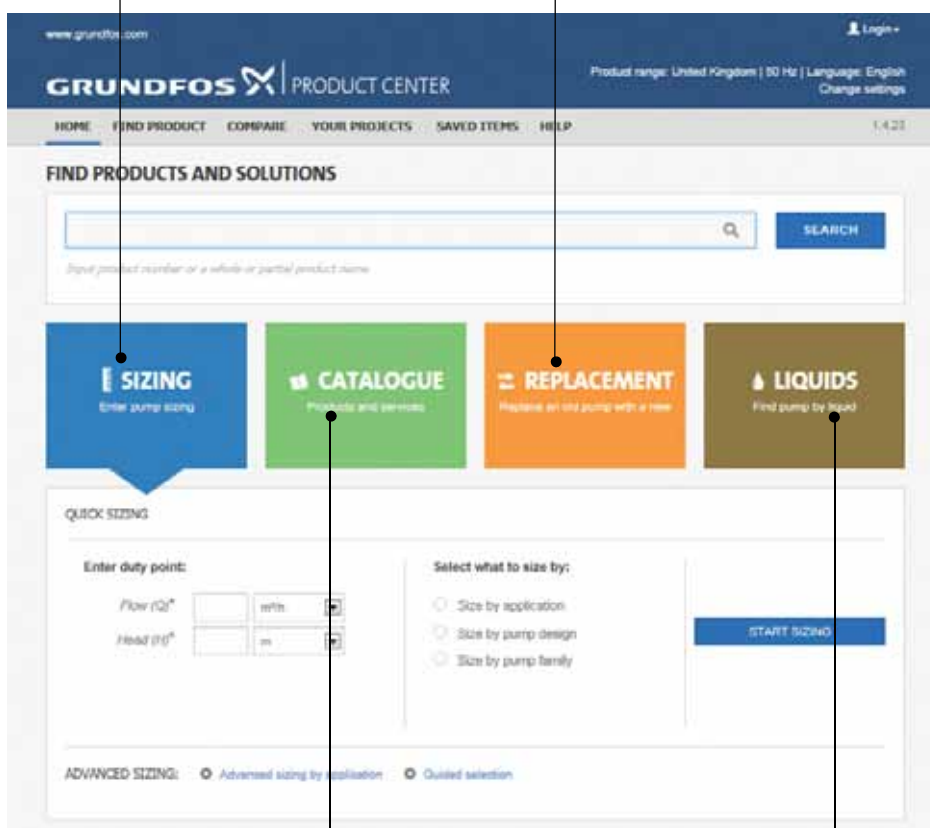 www.grundfos.com
Login
GRUNDFOS PRODUCT CENTER
Product range: United Kingdom | 50 Hz | Language: English
Change settings
HOME FIND PRODUCT COMPARE YOUR PROJECTS SAVED ITEMS HELP
FIND PRODUCTS AND SOLUTIONS
SEARCH
Input product number or a whole or partial product name
SIZING
Enter pump sizing
CATALOGUE
Products and services
REPLACEMENT
Replace an old pump with a new
LIQUIDS
Find pump by liquid
QUICK SIZING
Enter duty point:
Flow (Q)*
m³/h
Head (H)*
m
Select what to size by:
Size by application
Size by pump design
Size by pump family
START SIZING
ADVANCED SIZING: Advanced sizing by application Guided selection